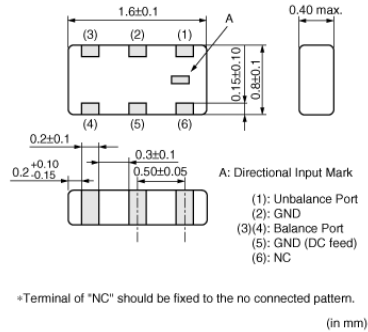 1.6±0.1
A
0.40 max.
(3) (2) (1)
0.15±0.10
0.8±0.1
(4) (5) (6)
0.2±0.1
0.3±0.1
0.2 +0.10 -0.15
0.50±0.05
A: Directional Input Mark
(1): Unbalance Port
(2): GND
(3)(4): Balance Port
(5): GND (DC feed)
(6): NC
*Terminal of "NC" should be fixed to the no connected pattern.
(in mm)